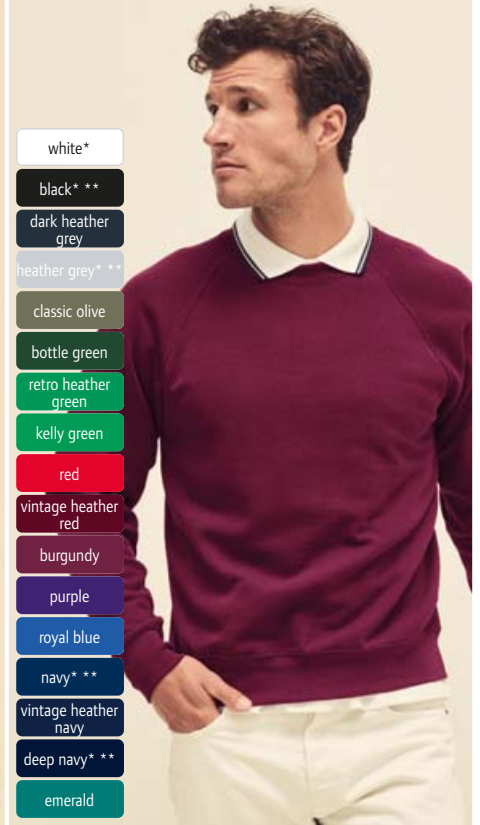 white*
black* **
dark heather
grey
heather grey* **
classic olive
bottle green
retro heather
green
kelly green
red
vintage heather
red
burgundy
purple
royal blue
navy* **
vintage heather
navy
deep navy* **
emerald